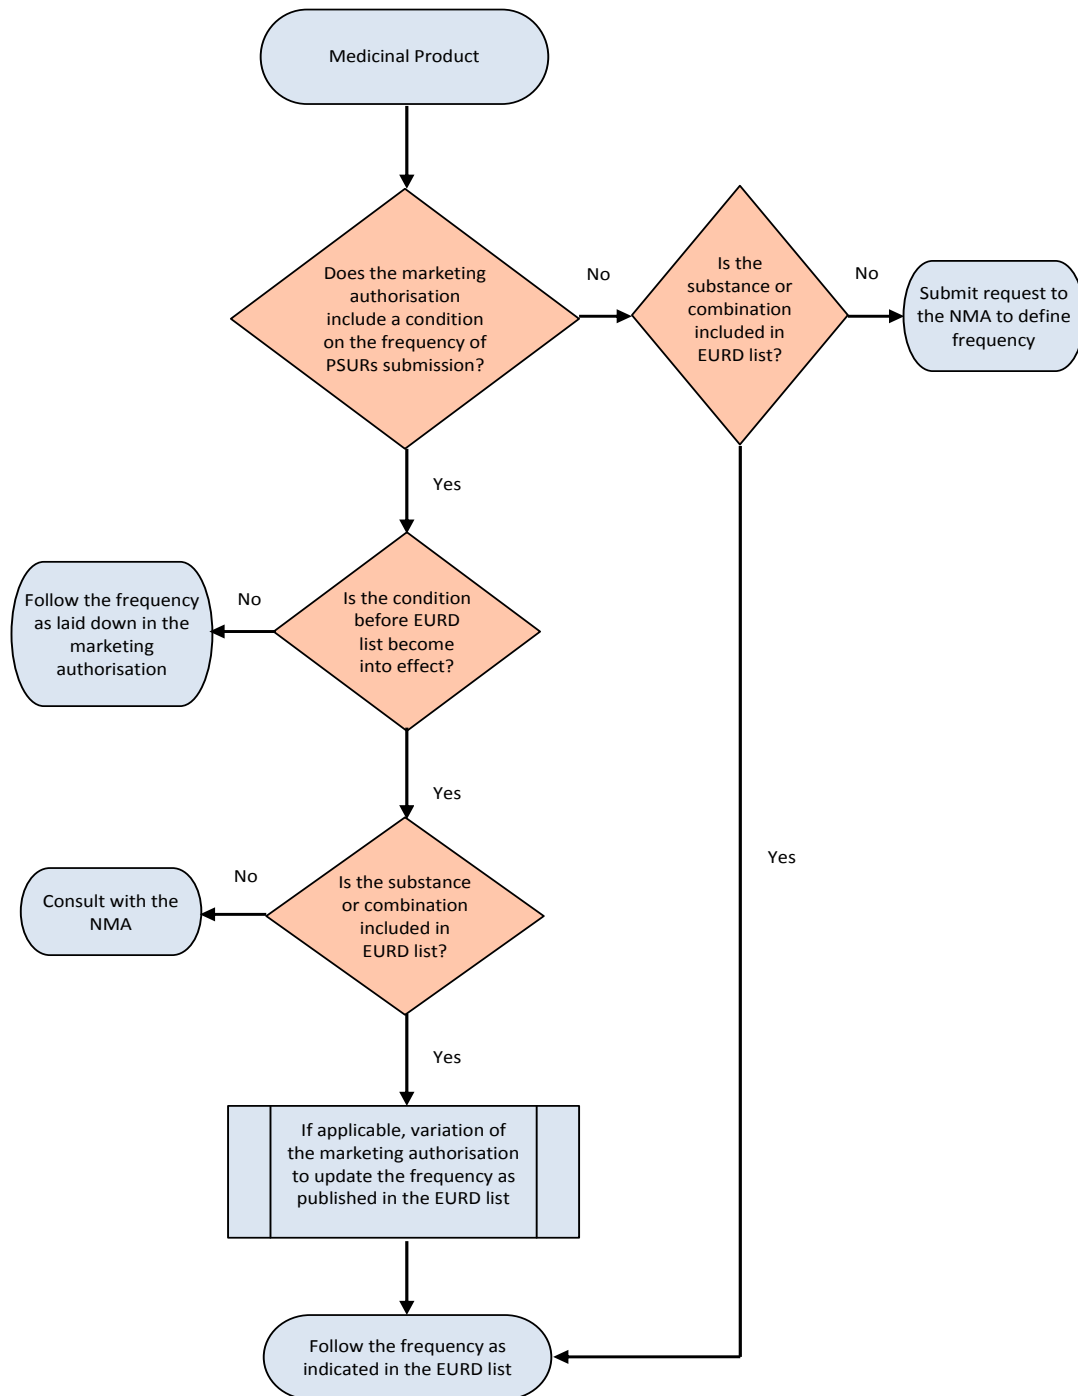 Medicinal Product
Does the marketing
authorisation
include a condition
on the frequency of
PSURs submission?
No
Is the
substance or
combination
included in
EURD list?
No
Submit request to
the NMA to define
frequency
Yes
Follow the frequency
as laid down in the
marketing
authorisation
No
Is the condition
before EURD
list become
into effect?
Yes
Yes
Consult with the
NMA
No
Is the substance
or combination
included in
EURD list?
Yes
If applicable, variation of
the marketing authorisation
to update the frequency as
published in the EURD list
Follow the frequency as
indicated in the EURD list